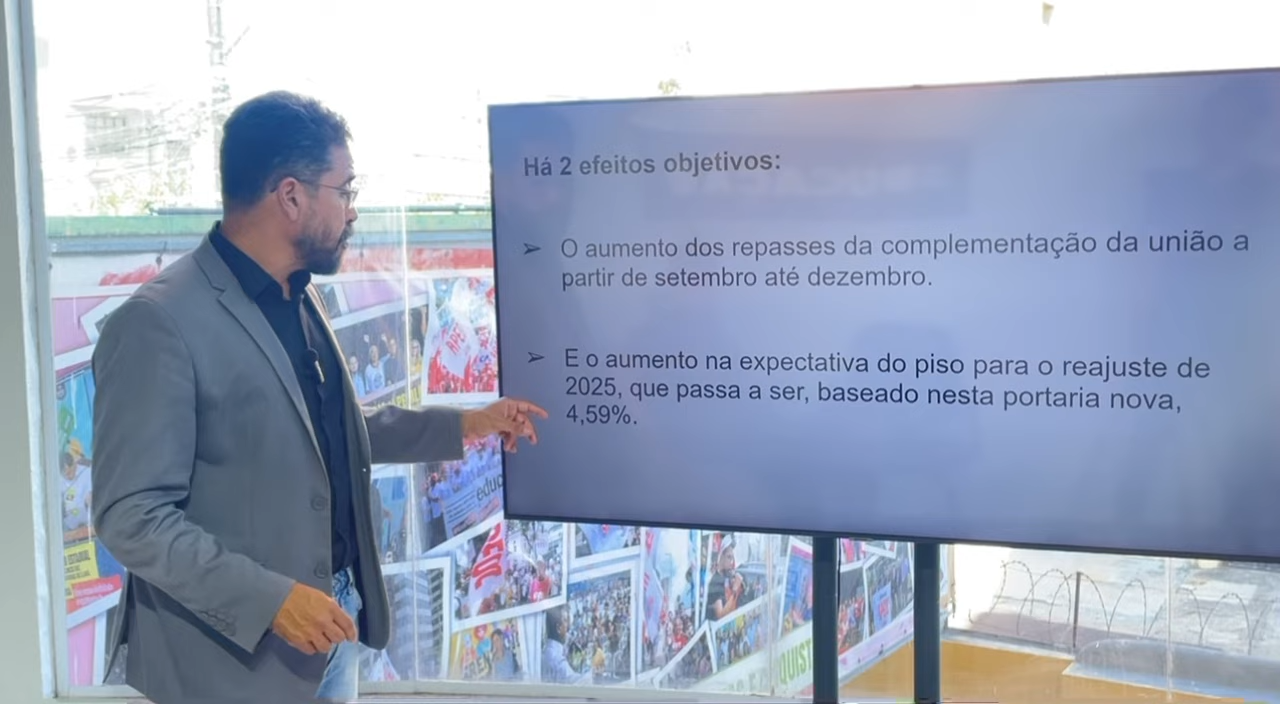 Há 2 efeitos objetivos:
➢ O aumento dos repasses da complementação da união a
partir de setembro até dezembro.
➢ E o aumento na expectativa do piso para o reajuste de
2025, que passa a ser, baseado nesta portaria nova,
4,59%.
educ